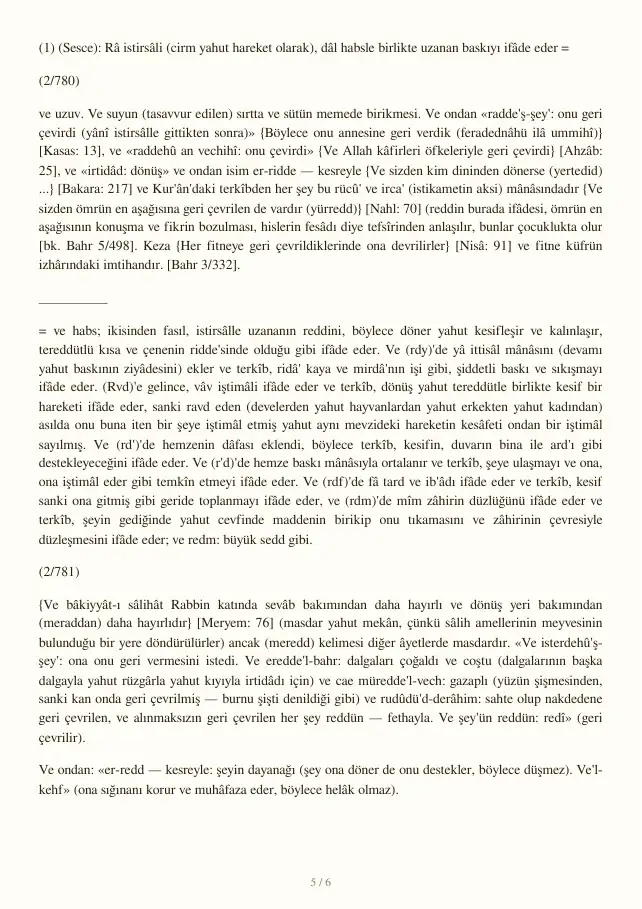 (1) (Sesce): Râ istirsâli (cirm yahut hareket olarak), dâl habsle birlikte uzanan baskıyı ifâde eder =
(2/780)
ve uzuv. Ve suyun (tasavvur edilen) sırtta ve sütün memede birikmesi. Ve ondan «radde'ş-şey': onu geri
çevirdi (yânî istirsâlle gittikten sonra)» {Böylece onu annesine geri verdik (feradednâhü ilâ ummihî)}
[Kasas: 13], ve «raddehû an vechihî: onu çevirdi» {Ve Allah kâfirleri öfkeleriyle geri çevirdi} [Ahzâb:
25], ve «irtidâd: dönüş» ve ondan isim er-ridde — kesreyle {Ve sizden kim dininden dönerse (yertedid)
...} [Bakara: 217] ve Kur'ân'daki terkîbden her şey bu rücû' ve irca' (istikametin aksi) mânâsındadır {Ve
sizden ömrün en aşağısına geri çevrilen de vardır (yürredd)} [Nahl: 70] (reddin burada ifâdesi, ömrün en
aşağısının konuşma ve fikrin bozulması, hislerin fesâdı diye tefsîrinden anlaşılır, bunlar çocuklukta olur
[bk. Bahr 5/498]. Keza {Her fitneye geri çevrildiklerinde ona devrilirler} [Nisâ: 91] ve fitne küfrün
izhârındaki imtihandır. [Bahr 3/332].
= ve habs; ikisinden fasıl, istirsâlle uzananın reddini, böylece döner yahut kesifleşir ve kalınlaşır,
tereddütlü kısa ve çenenin ridde'sinde olduğu gibi ifâde eder. Ve (rdy)'de yâ ittisâl mânâsını (devamı
yahut baskının ziyâdesini) ekler ve terkîb, ridâ' kaya ve mirdâ'nın işi gibi, şiddetli baskı ve sıkışmayı
ifâde eder. (Rvd)'e gelince, vâv iştimâli ifâde eder ve terkîb, dönüş yahut tereddütle birlikte kesif bir
hareketi ifâde eder, sanki ravd eden (develerden yahut hayvanlardan yahut erkekten yahut kadından)
asılda onu buna iten bir şeye iştimal etmiş yahut aynı mevzideki hareketin kesâfeti ondan bir iştimâl
sayılmış. Ve (rd')'de hemzenin dâfası eklendi, böylece terkîb, kesifin, duvarın bina ile ard'ı gibi
destekleyeceğini ifâde eder. Ve (r'd)'de hemze baskı mânâsıyla ortalanır ve terkîb, şeye ulaşmayı ve ona,
ona iştimâl eder gibi temkîn etmeyi ifâde eder. Ve (rdf)'de fâ tard ve ib'âdı ifâde eder ve terkîb, kesif
sanki ona gitmiş gibi geride toplanmayı ifâde eder, ve (rdm)'de mîm zâhirin düzlüğünü ifâde eder ve
terkîb, şeyin gediğinde yahut cevfinde maddenin birikip onu tıkamasını ve zâhirinin çevresiyle
düzleşmesini ifâde eder; ve redm: büyük sedd gibi.
(2/781)
{Ve bâkiyyât-ı sâlihât Rabbin katında sevâb bakımından daha hayırlı ve dönüş yeri bakımından
(meraddan) daha hayırlıdır} [Meryem: 76] (masdar yahut mekân, çünkü sâlih amellerinin meyvesinin
bulunduğu bir yere döndürülürler) ancak (meredd) kelimesi diğer âyetlerde masdardır. «Ve isterdehû'ş-
şey': ona onu geri vermesini istedi. Ve eredde'l-bahr: dalgaları çoğaldı ve coştu (dalgalarının başka
dalgayla yahut rüzgârla yahut kıyıyla irtidâdı için) ve cae müredde'l-vech: gazaplı (yüzün şişmesinden,
sanki kan onda geri çevrilmiş — burnu şişti denildiği gibi) ve rudûdü'd-derâhim: sahte olup nakdedene
geri çevrilen, ve alınmaksızın geri çevrilen her şey reddün — fethayla. Ve şey'ün reddün: redî» (geri
çevrilir).
Ve ondan: «er-redd — kesreyle: şeyin dayanağı (şey ona döner de onu destekler, böylece düşmez). Ve'l-
kehf» (ona sığınanı korur ve muhâfaza eder, böylece helâk olmaz).
5 / 6